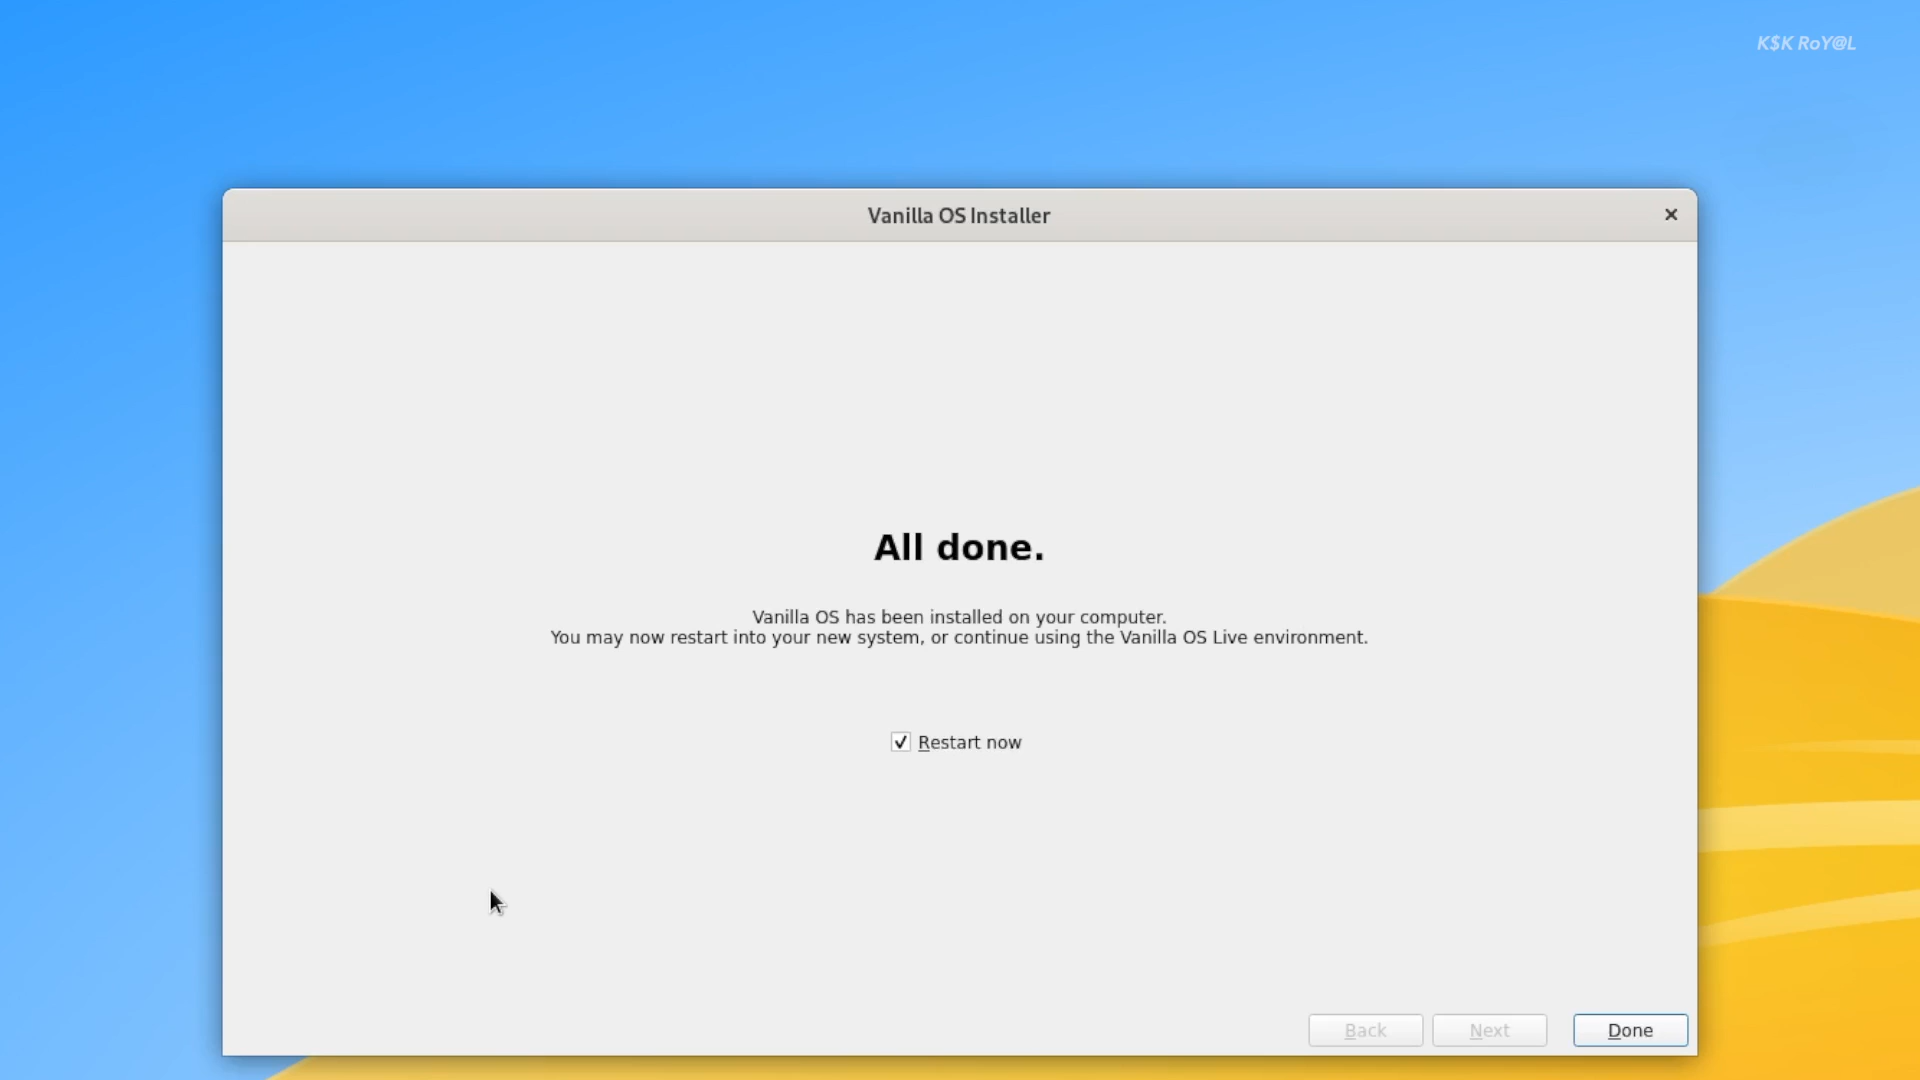 K$K RoY@L
Vanilla OS Installer
All done.
Vanilla OS has been installed on your computer.
You may now restart into your new system, or continue using the Vanilla OS Live environment.
Restart now
Back Next Done